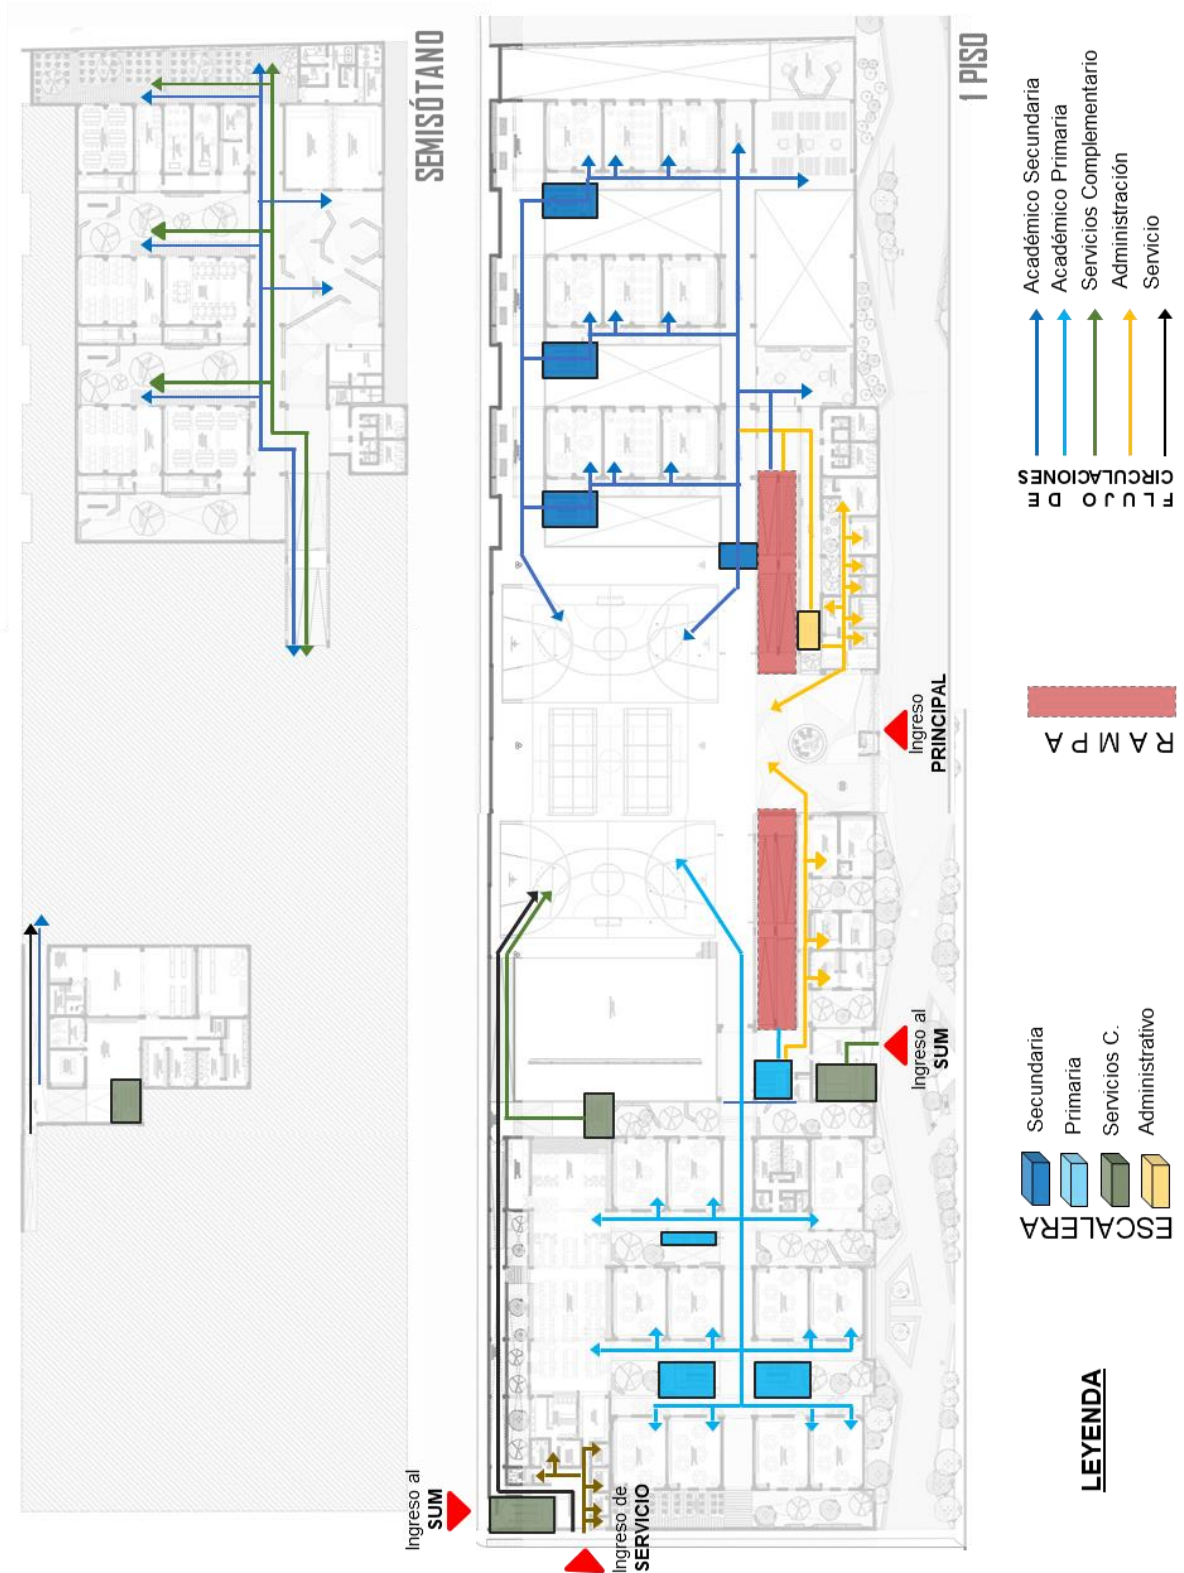 SEMISÓTANO
1 PISO
Ingreso al
SUM
Ingreso de
SERVICIO
Ingreso al
SUM
Ingreso
PRINCIPAL
LEYENDA
ESCALERA
Secundaria
Primaria
Servicios C.
Administrativo
RAMPA
FLUJO DE
CIRCULACIONES
Académico Secundaria
Académico Primaria
Servicios Complementario
Administración
Servicio